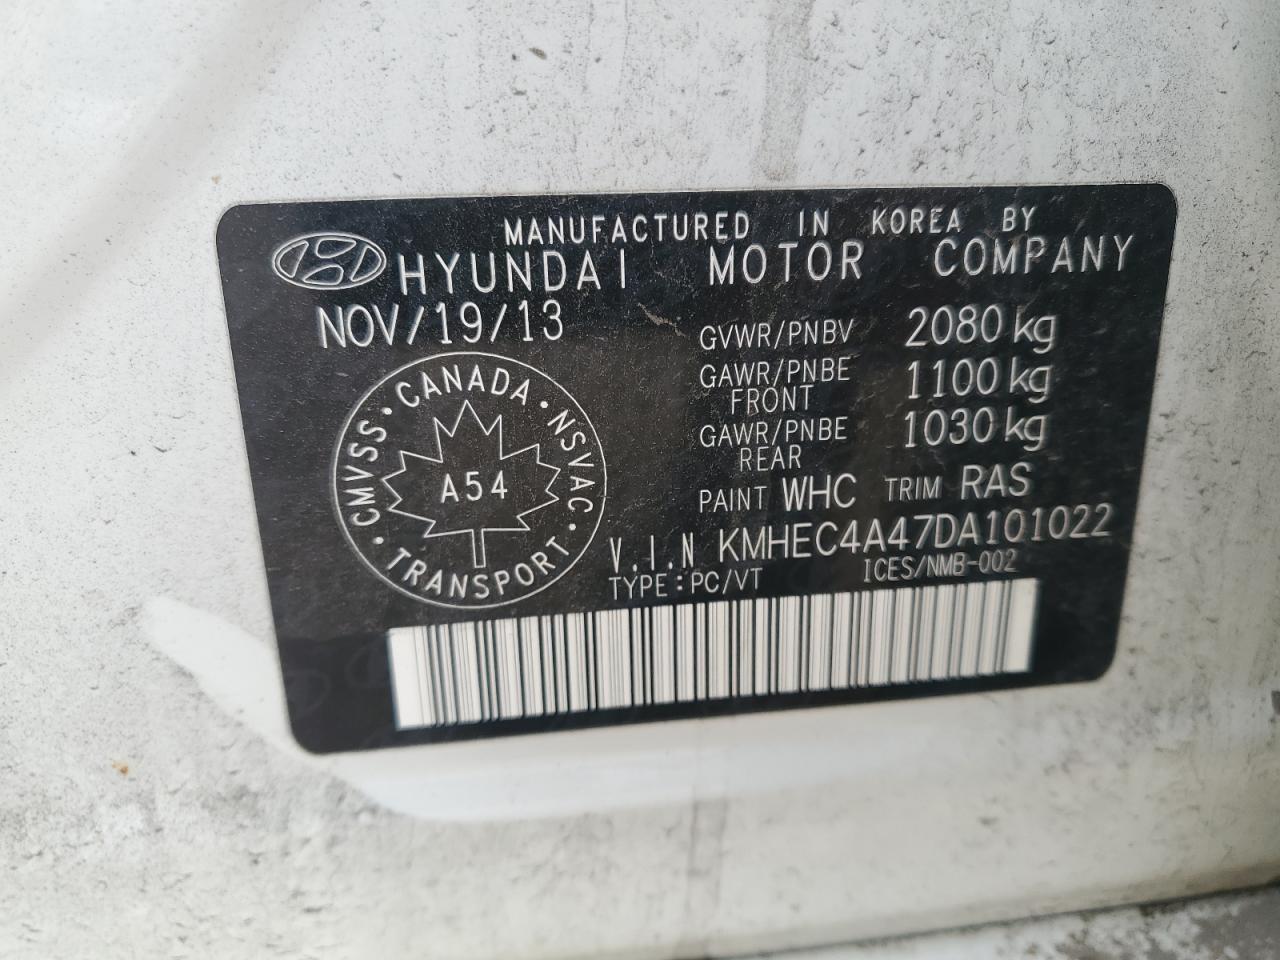 MANUFACTURED IN KOREA BY
HYUNDAI MOTOR COMPANY
NOV/19/13
GVWR/PNBV 2080 kg
GAWR/PNBE FRONT 1100 kg
GAWR/PNBE REAR 1030 kg
PAINT WHC TRIM RAS
V.I.N KMHEC4A47DA101022
TYPE: PC/VT ICES/NMB-002
CANADA · NSVAC · TRANSPORT · CMVSS ·
A54